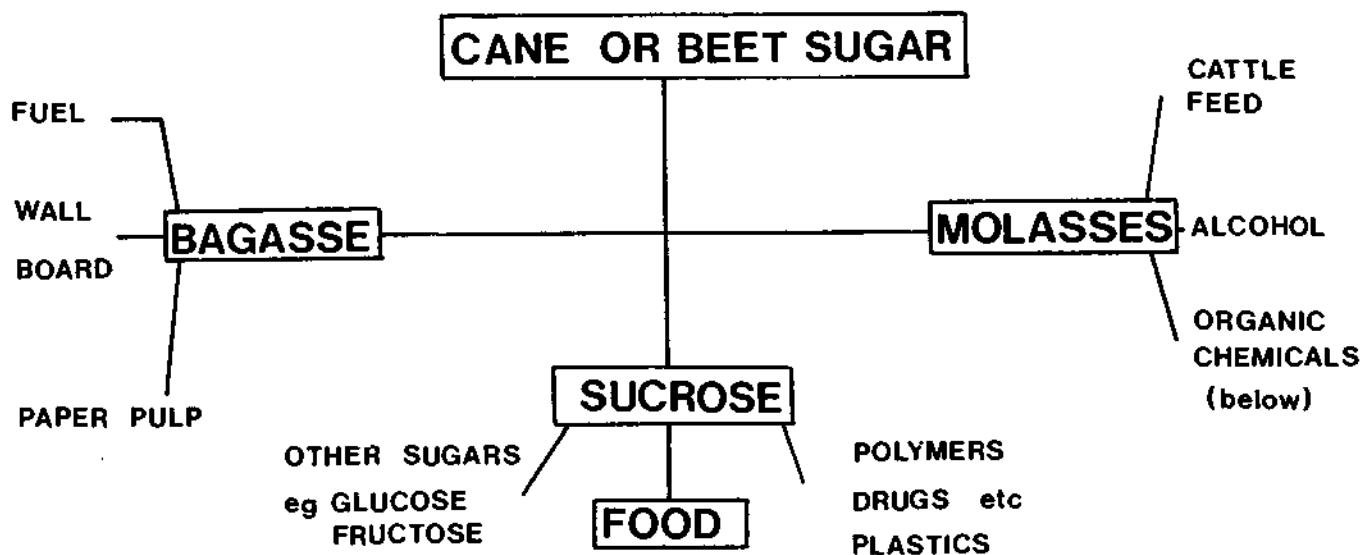 CANE OR BEET SUGAR
CATTLE
FEED
FUEL
WALL
BOARD
BAGASSE
MOLASSES
ALCOHOL
PAPER PULP
ORGANIC
CHEMICALS
(below)
SUCROSE
OTHER SUGARS
eg GLUCOSE
FRUCTOSE
FOOD
POLYMERS
DRUGS etc
PLASTICS